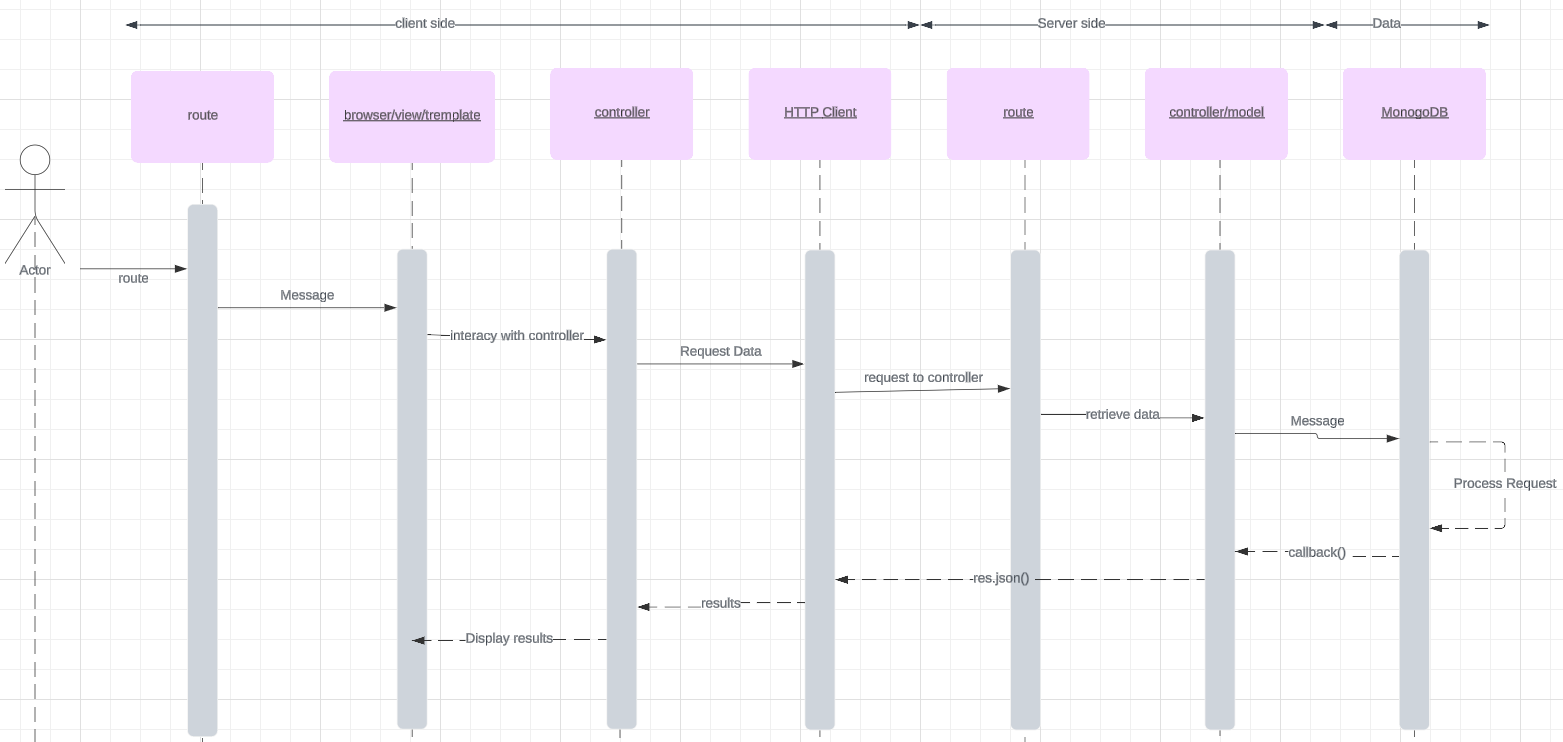 client side
Server side
Data
route
browser/view/tremplate
controller
HTTP Client
route
controller/model
MonogoDB
Actor
route
Message
interacy with controller
Request Data
request to controller
retrieve data
Message
Process Request
callback()
res.json()
results
Display results